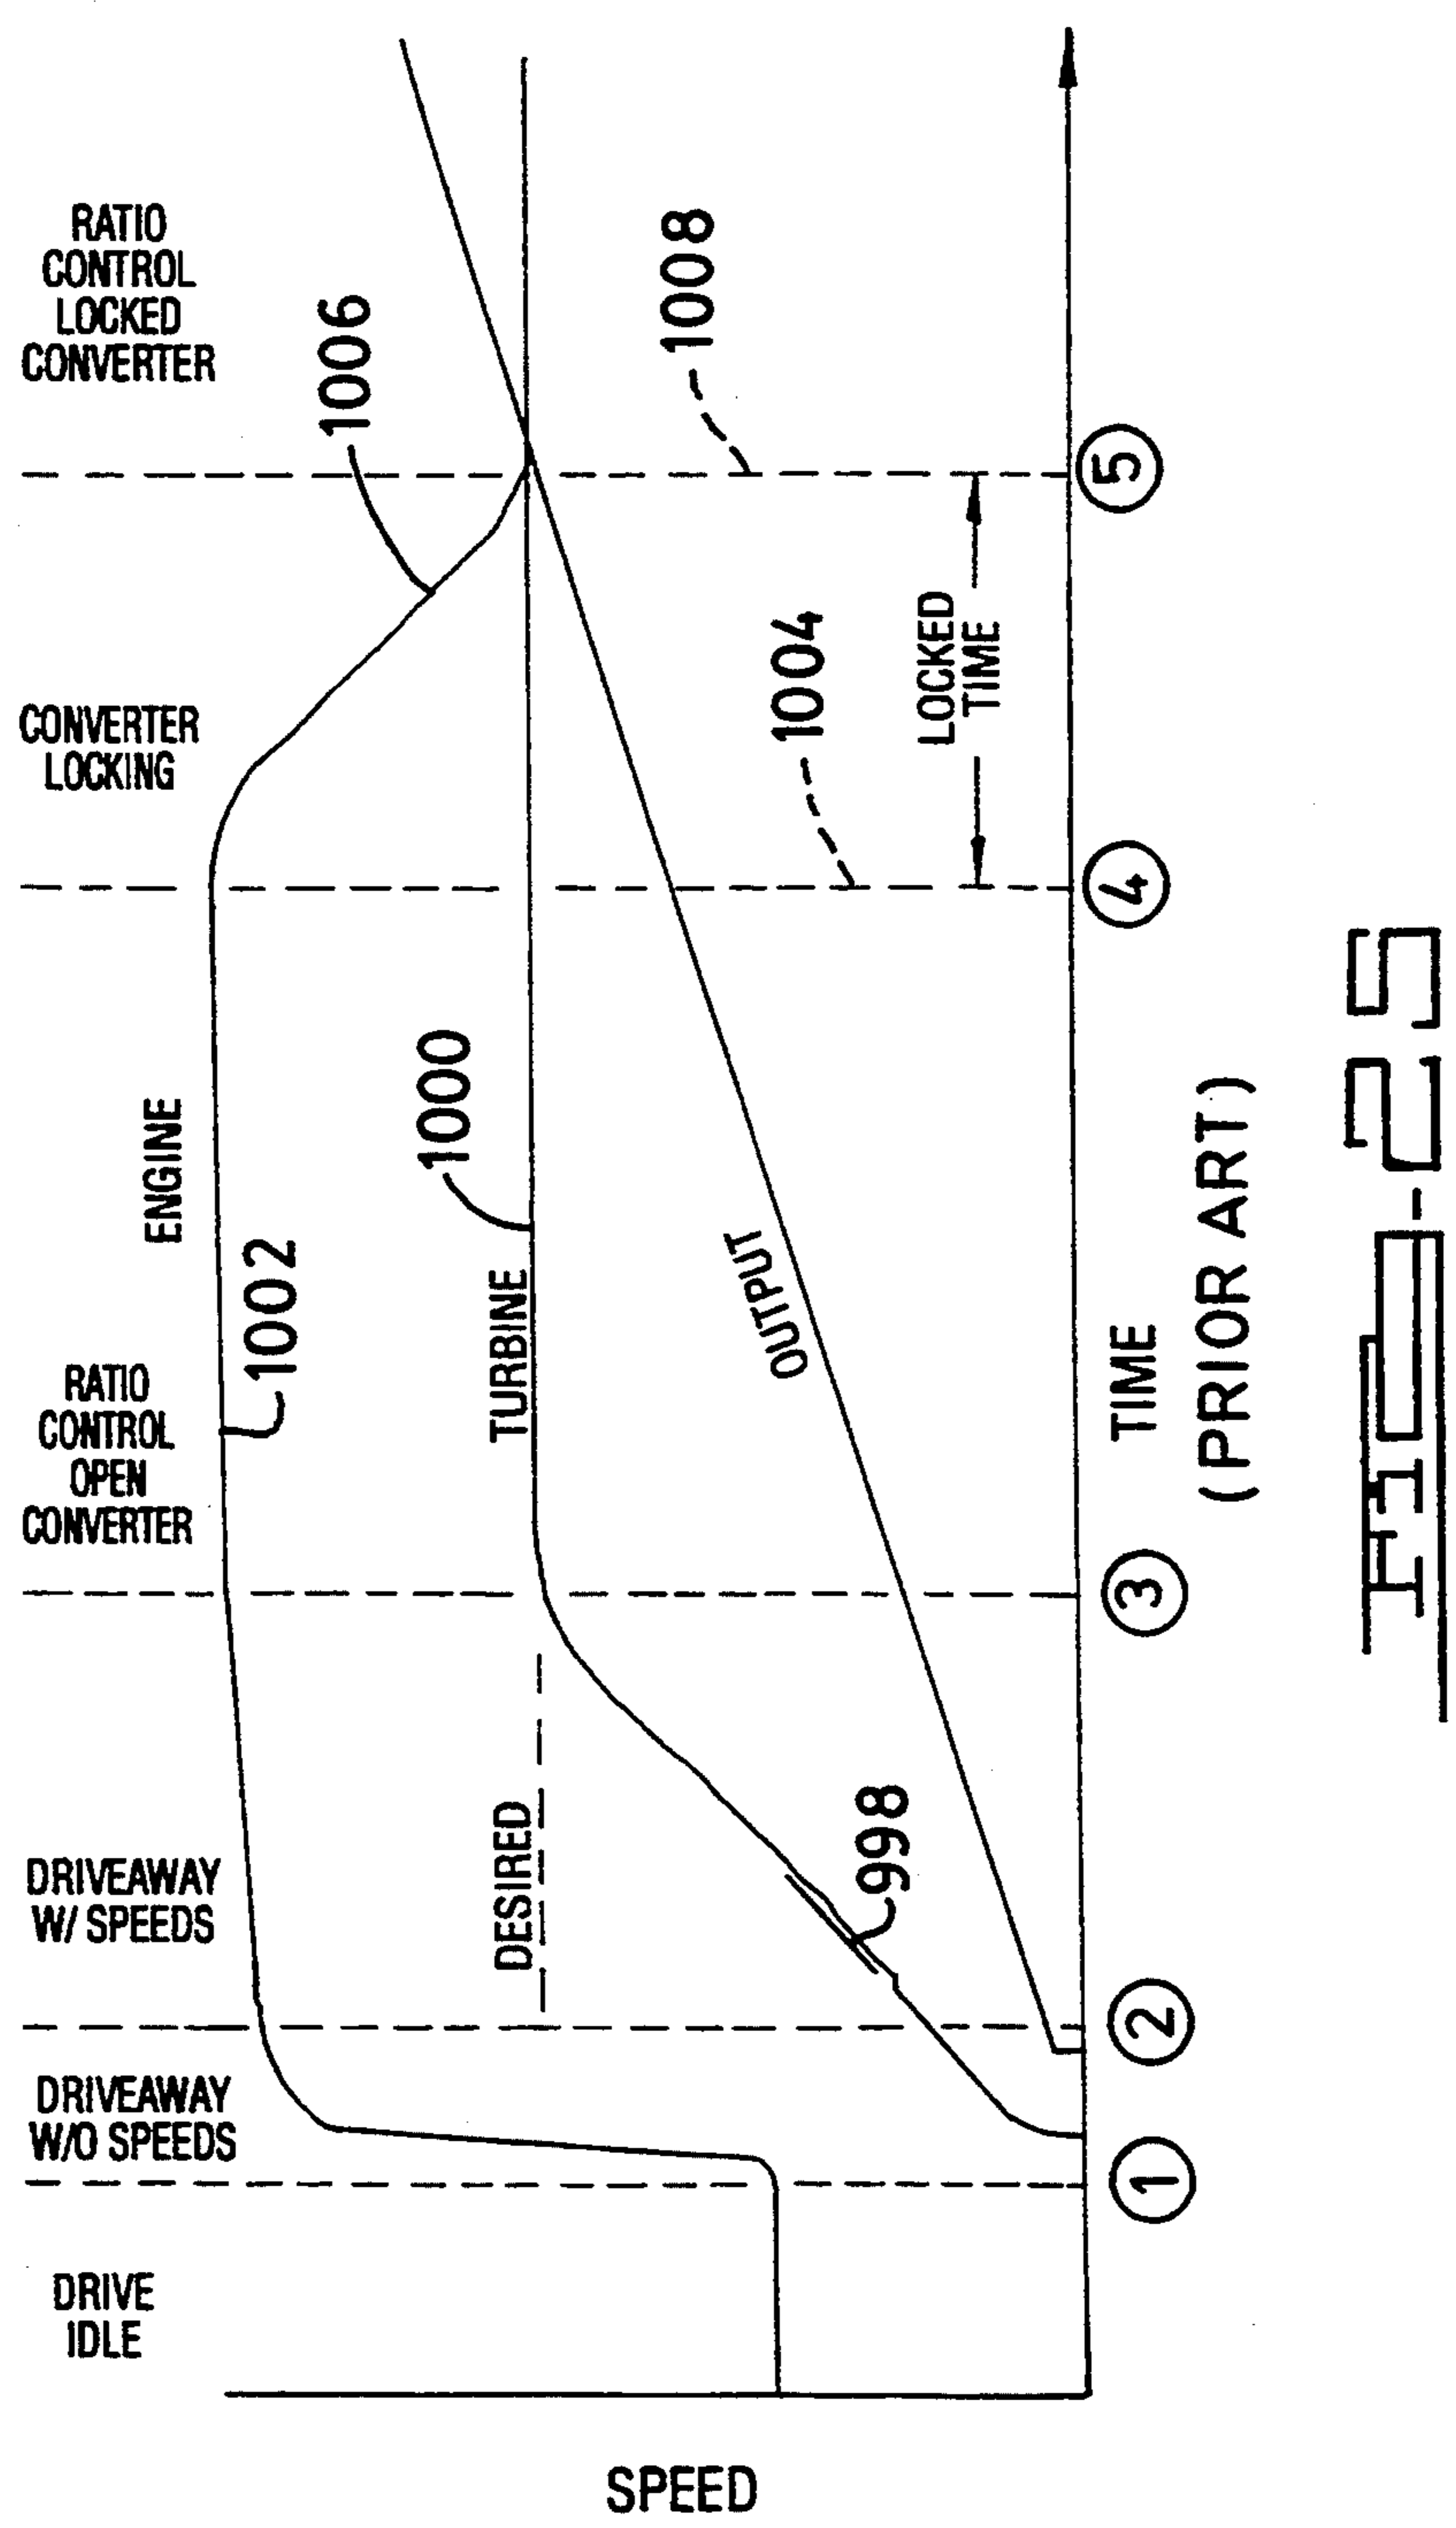 DRIVE
IDLE
DRIVEAWAY
W/O SPEEDS
DRIVEAWAY
W/ SPEEDS
RATIO
CONTROL
OPEN
CONVERTER
CONVERTER
LOCKING
RATIO
CONTROL
LOCKED
CONVERTER
ENGINE
1002
1006
DESIRED
TURBINE
1000
998
OUTPUT
1004
1008
LOCKED
TIME
SPEED
1
2
3
4
5
TIME
(PRIOR ART)
FIG-25